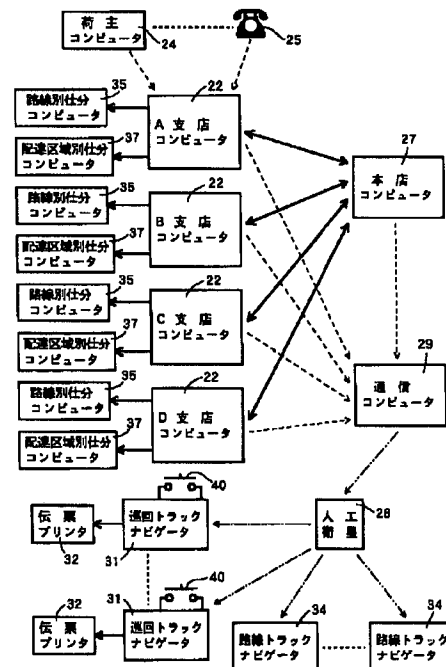 荷主
コンピュータ
24
25
35
路線別仕分
コンピュータ
37
配達区域別仕分
コンピュータ
22
A 支 店
コンピュータ
35
路線別仕分
コンピュータ
37
配達区域別仕分
コンピュータ
22
B 支 店
コンピュータ
27
本店
コンピュータ
35
路線別仕分
コンピュータ
37
配達区域別仕分
コンピュータ
22
C 支 店
コンピュータ
35
路線別仕分
コンピュータ
37
配達区域別仕分
コンピュータ
22
D 支 店
コンピュータ
29
通信
コンピュータ
伝票
プリンタ
32
40
巡回トラック
ナビゲータ
31
人工
衛星
28
32
伝票
プリンタ
31
40
巡回トラック
ナビゲータ
34
路線トラック
ナビゲータ
34
路線トラック
ナビゲータ